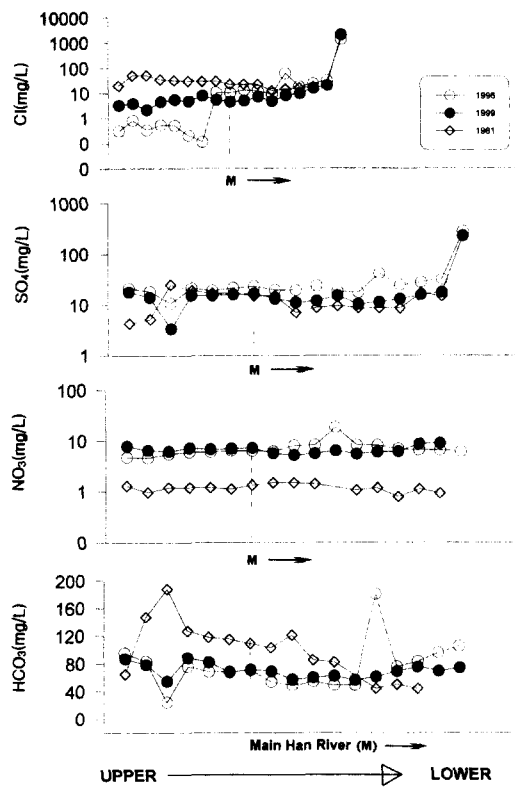 10000
1000
100
10
1
0
0
Cl(mg/L)
1996
1999
1981
M
1000
100
10
1
SO₄(mg/L)
M
100
10
1
0
NO₃(mg/L)
M
200
160
120
80
40
0
HCO₃(mg/L)
Main Han River (M)
UPPER
LOWER